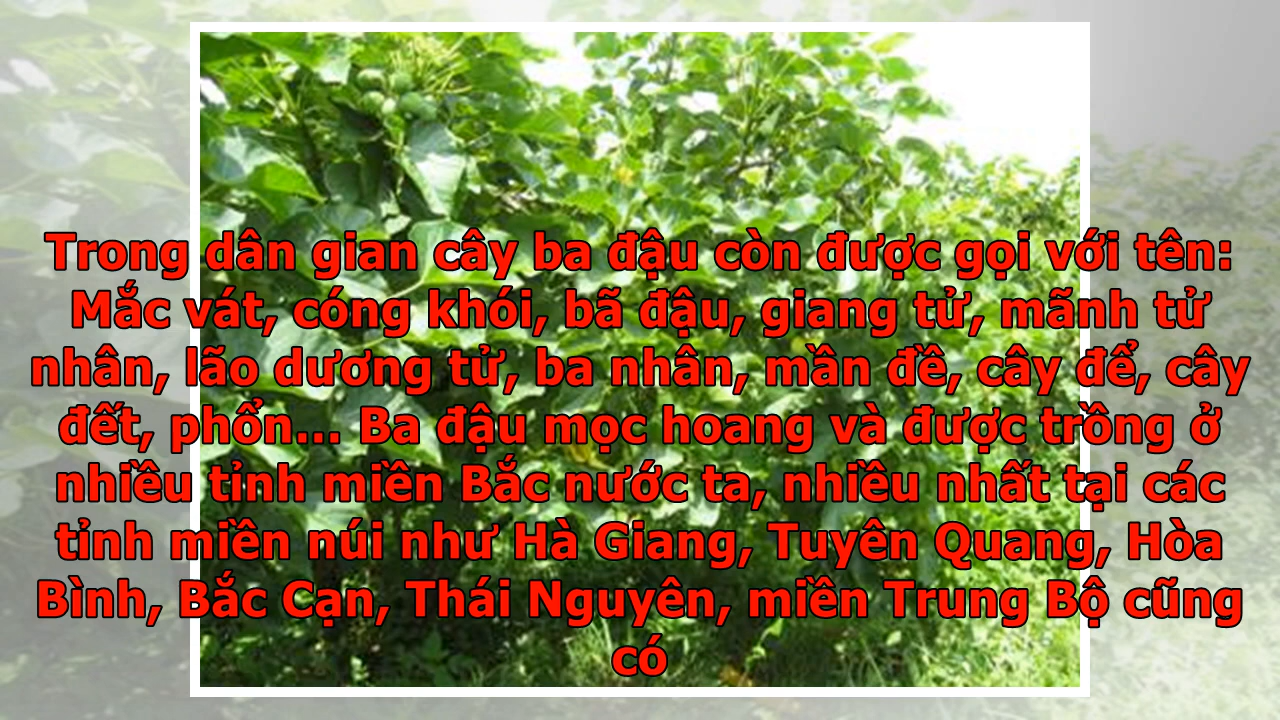 Trong dân gian cây ba đậu còn được gọi với tên:
Mắc vát, cóng khói, bã đậu, giang tử, mãnh tử
nhân, lão dương tử, ba nhân, mần đề, cây để, cây
đết, phổn... Ba đậu mọc hoang và được trồng ở
nhiều tỉnh miền Bắc nước ta, nhiều nhất tại các
tỉnh miền núi như Hà Giang, Tuyên Quang, Hòa
Bình, Bắc Cạn, Thái Nguyên, miền Trung Bộ cũng
có